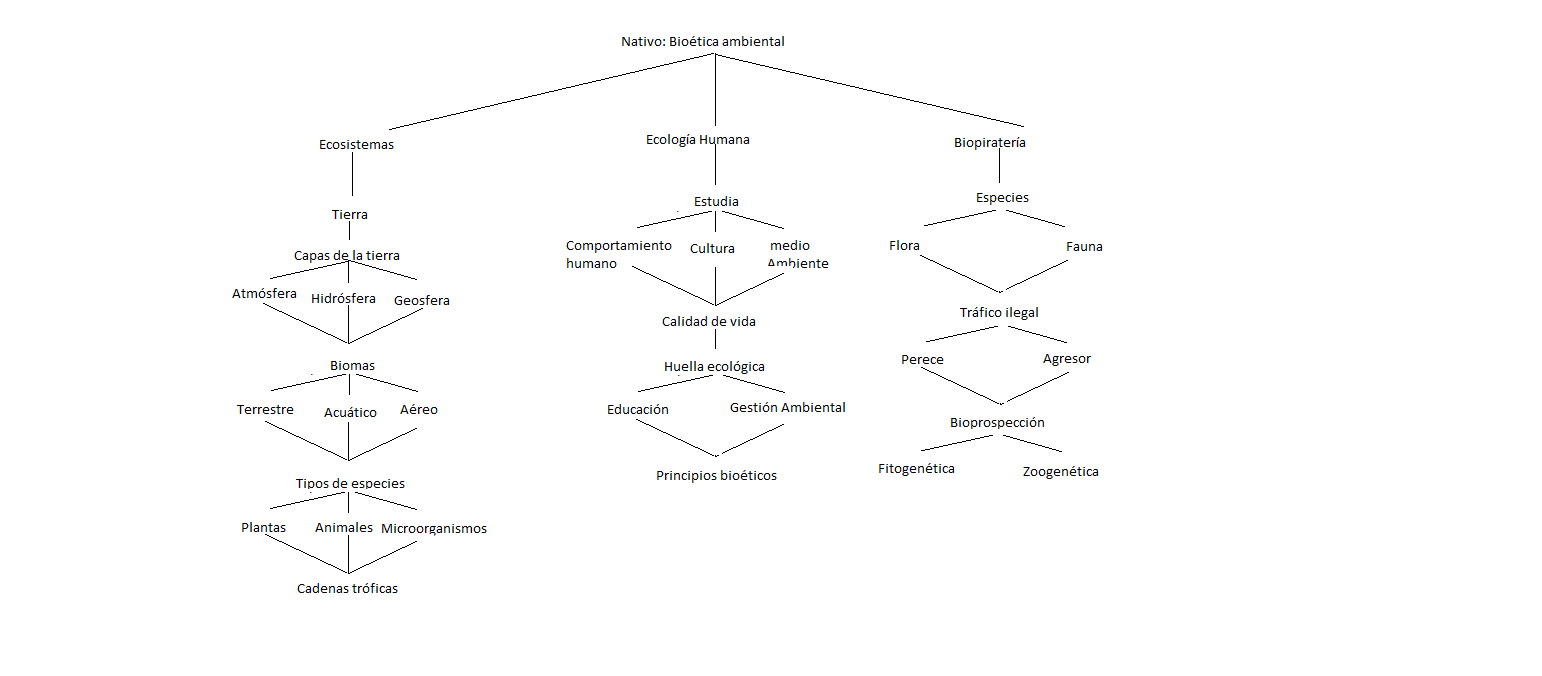 Nativo: Bioética ambiental
Ecosistemas
Ecología Humana
Biopiratería
Tierra
Estudia
Especies
Capas de la tierra
Comportamiento
humano
Cultura
medio
Ambiente
Flora
Fauna
Atmósfera
Hidrósfera
Geosfera
Calidad de vida
Tráfico ilegal
Biomas
Huella ecológica
Perece
Agresor
Terrestre
Acuático
Aéreo
Educación
Gestión Ambiental
Bioprospección
Tipos de especies
Principios bioéticos
Fitogenética
Zoogenética
Plantas
Animales
Microorganismos
Cadenas tróficas